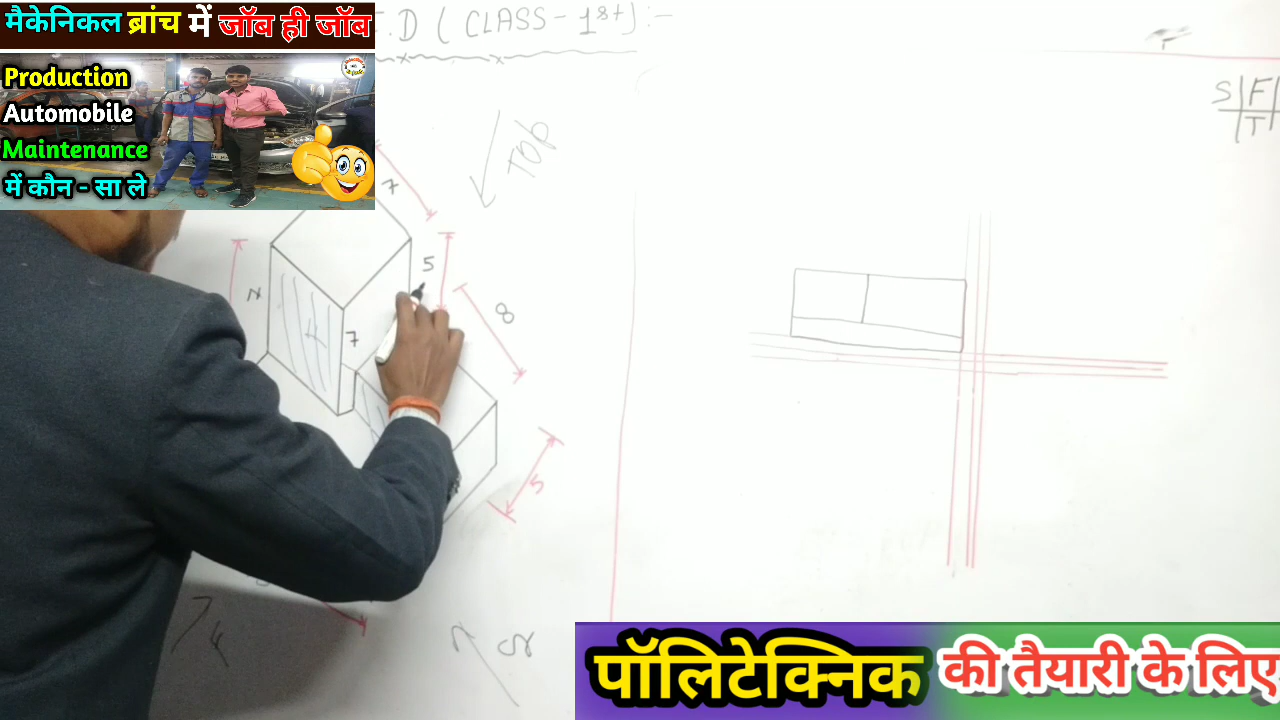 मैकेनिकल ब्रांच में जॉब ही जॉब
.D ( CLASS - 1st) :-
Production
Automobile
Maintenance
में कौन - सा ले
TOP
S F
T
7
5
8
7
5
पॉलिटेक्निक की तैयारी के लिए